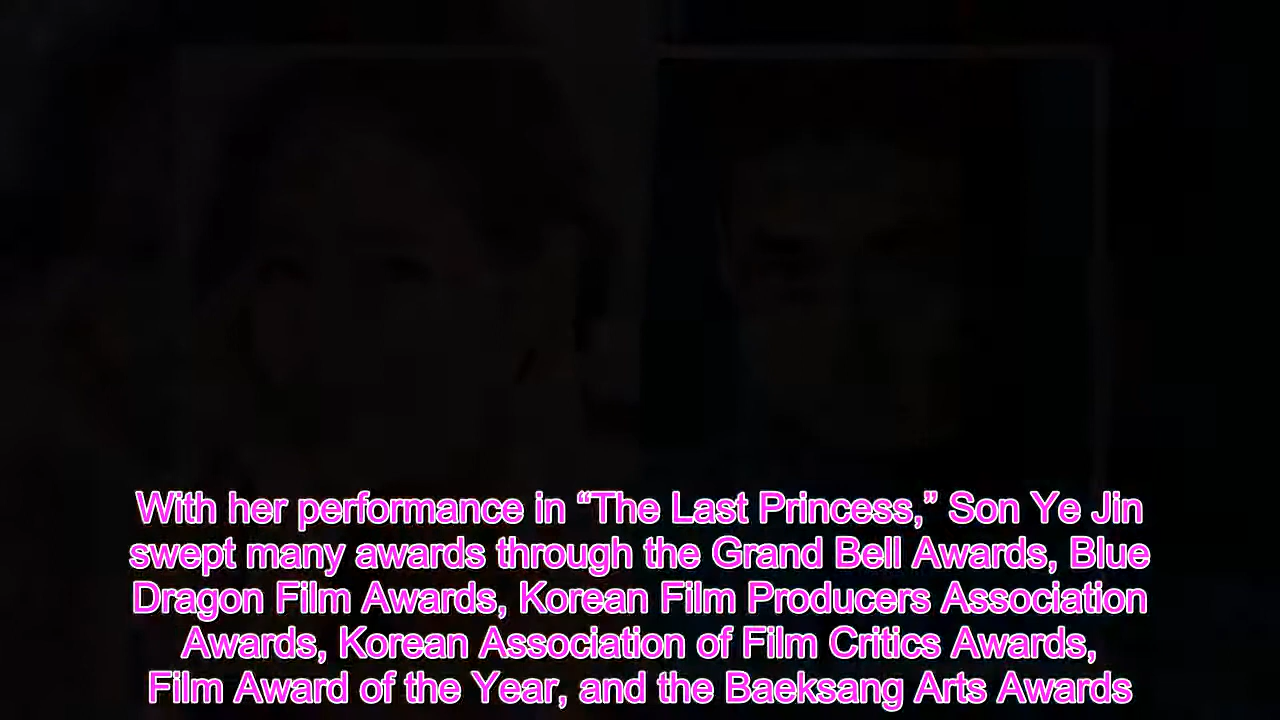 With her performance in “The Last Princess,” Son Ye Jin
swept many awards through the Grand Bell Awards, Blue
Dragon Film Awards, Korean Film Producers Association
Awards, Korean Association of Film Critics Awards,
Film Award of the Year, and the Baeksang Arts Awards